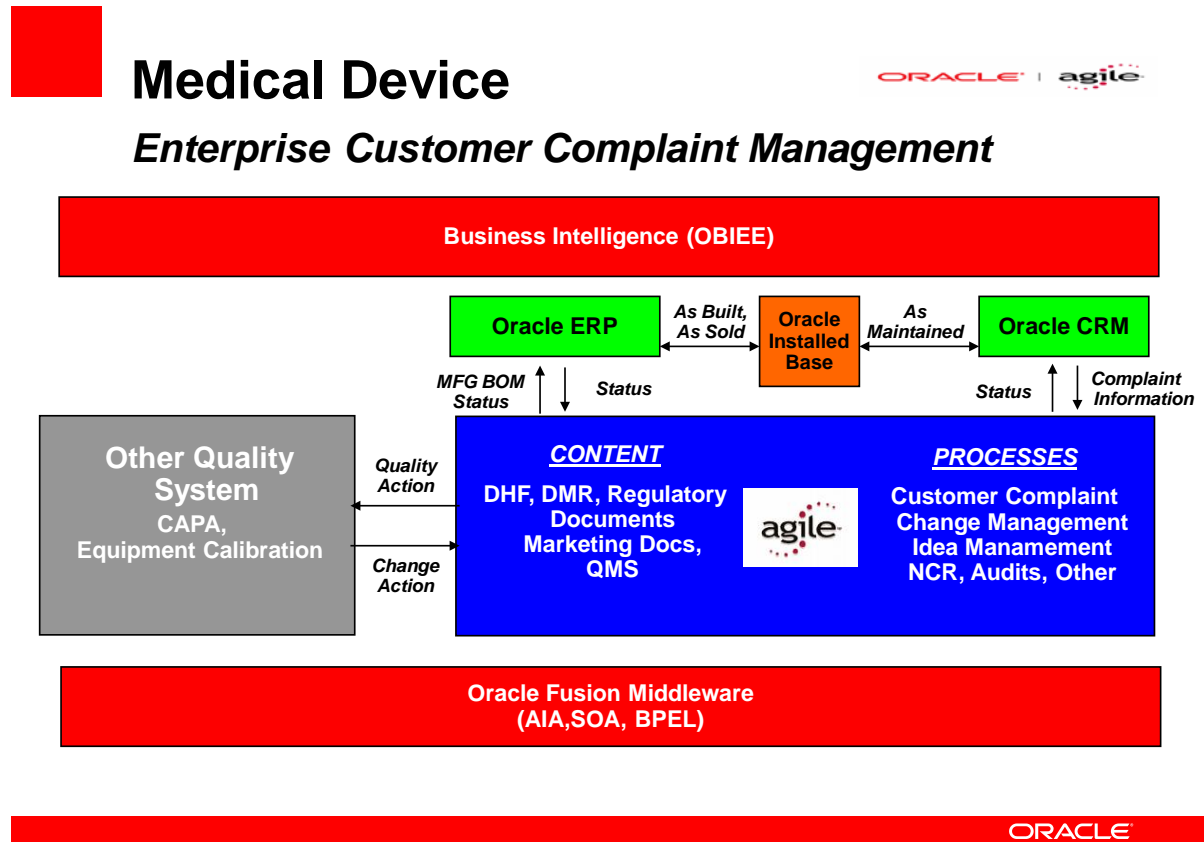 Medical Device
ORACLE | agile
Enterprise Customer Complaint Management
Business Intelligence (OBIEE)
Oracle ERP
As Built,
As Sold
Oracle
Installed
Base
As
Maintained
Oracle CRM
MFG BOM
Status
Status
Status
Complaint
Information
Other Quality
System
CAPA,
Equipment Calibration
Quality
Action
Change
Action
CONTENT
DHF, DMR, Regulatory
Documents
Marketing Docs,
QMS
agile
PROCESSES
Customer Complaint
Change Management
Idea Manamement
NCR, Audits, Other
Oracle Fusion Middleware
(AIA,SOA, BPEL)
ORACLE